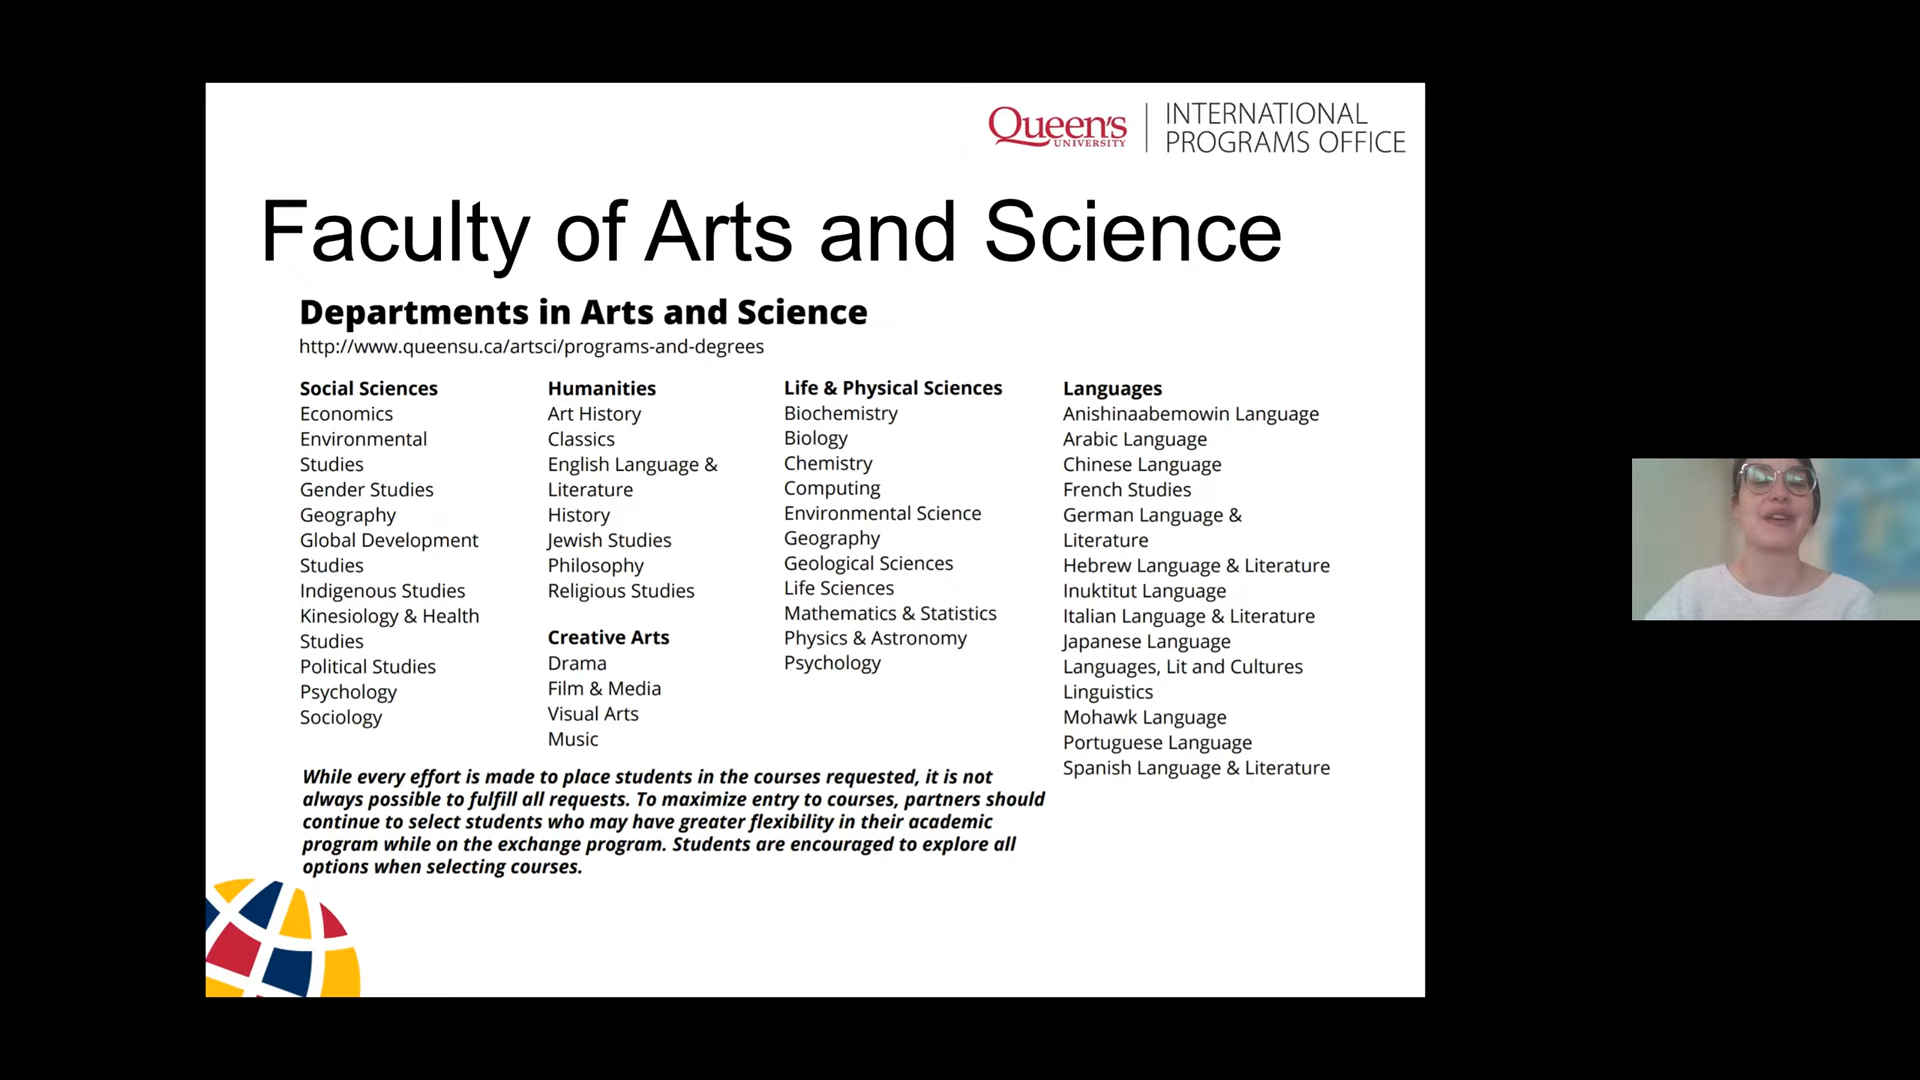 Queen's
UNIVERSITY
INTERNATIONAL
PROGRAMS OFFICE
Faculty of Arts and Science
Departments in Arts and Science
http://www.queensu.ca/artsci/programs-and-degrees
Social Sciences
Economics
Environmental
Studies
Gender Studies
Geography
Global Development
Studies
Indigenous Studies
Kinesiology & Health
Studies
Political Studies
Psychology
Sociology
Humanities
Art History
Classics
English Language &
Literature
History
Jewish Studies
Philosophy
Religious Studies
Creative Arts
Drama
Film & Media
Visual Arts
Music
Life & Physical Sciences
Biochemistry
Biology
Chemistry
Computing
Environmental Science
Geography
Geological Sciences
Life Sciences
Mathematics & Statistics
Physics & Astronomy
Psychology
Languages
Anishinaabemowin Language
Arabic Language
Chinese Language
French Studies
German Language &
Literature
Hebrew Language & Literature
Inuktitut Language
Italian Language & Literature
Japanese Language
Languages, Lit and Cultures
Linguistics
Mohawk Language
Portuguese Language
Spanish Language & Literature
While every effort is made to place students in the courses requested, it is not
always possible to fulfill all requests. To maximize entry to courses, partners should
continue to select students who may have greater flexibility in their academic
program while on the exchange program. Students are encouraged to explore all
options when selecting courses.